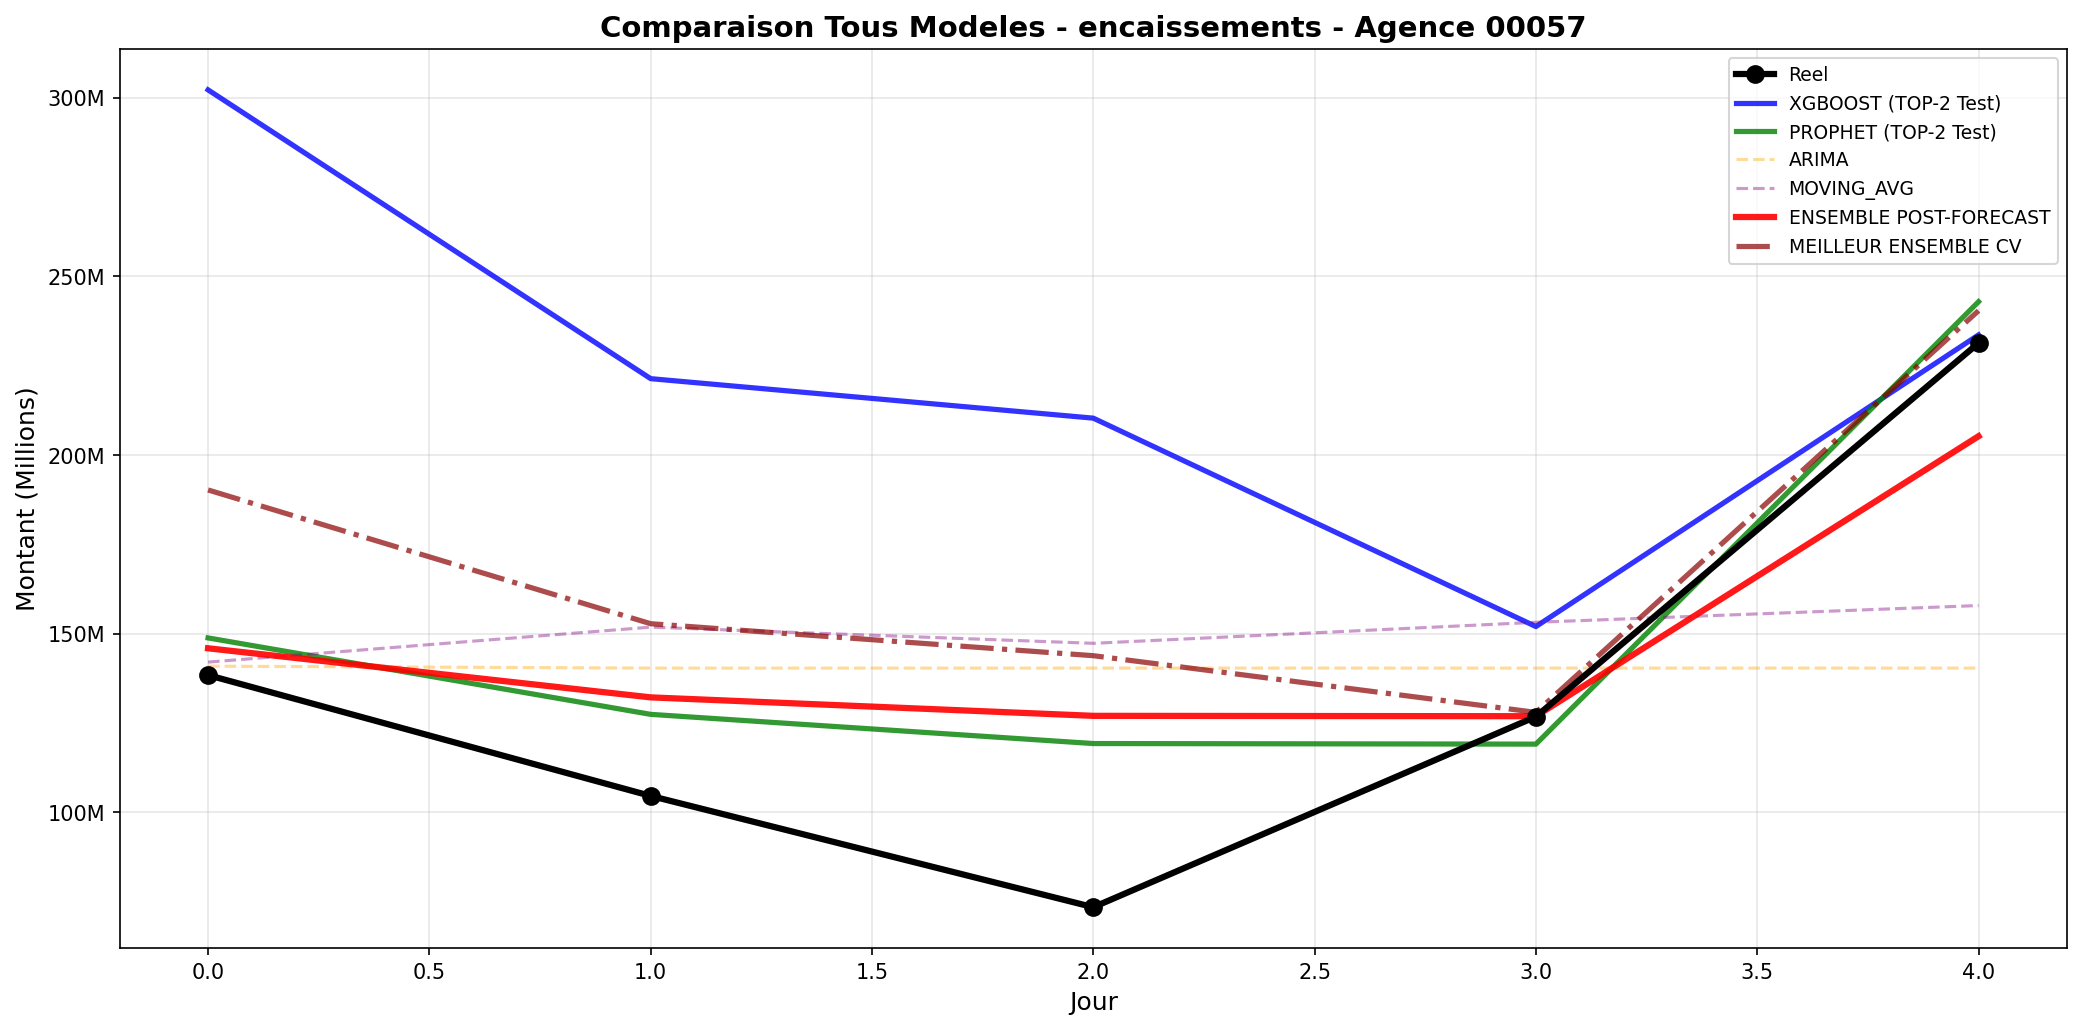 Comparaison Tous Modeles - encaissements - Agence 00057
Reel
XGBOOST (TOP-2 Test)
PROPHET (TOP-2 Test)
ARIMA
MOVING_AVG
ENSEMBLE POST-FORECAST
MEILLEUR ENSEMBLE CV
Montant (Millions)
300M
250M
200M
150M
100M
0.0 0.5 1.0 1.5 2.0 2.5 3.0 3.5 4.0
Jour